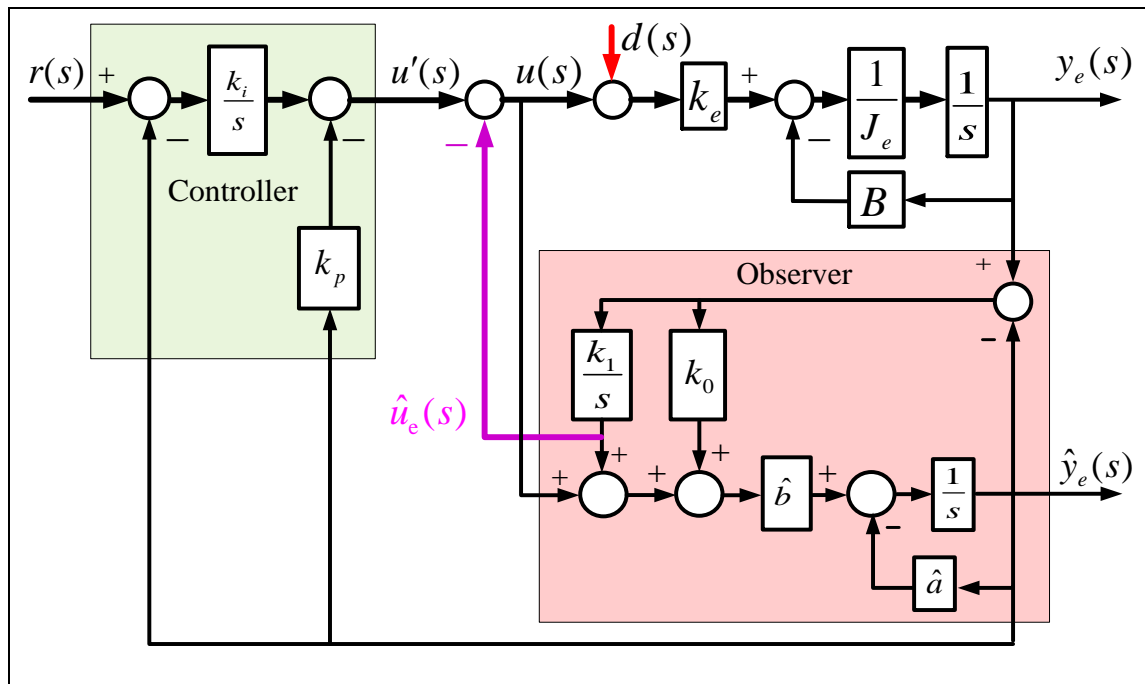 r(s) + − k_i/s − u'(s) − u(s) d(s) k_e + − 1/J_e 1/s y_e(s)
Controller
B
k_p
Observer + −
k_1/s k_0
û_e(s)
+ + + + b̂ + − 1/s ŷ_e(s)
â